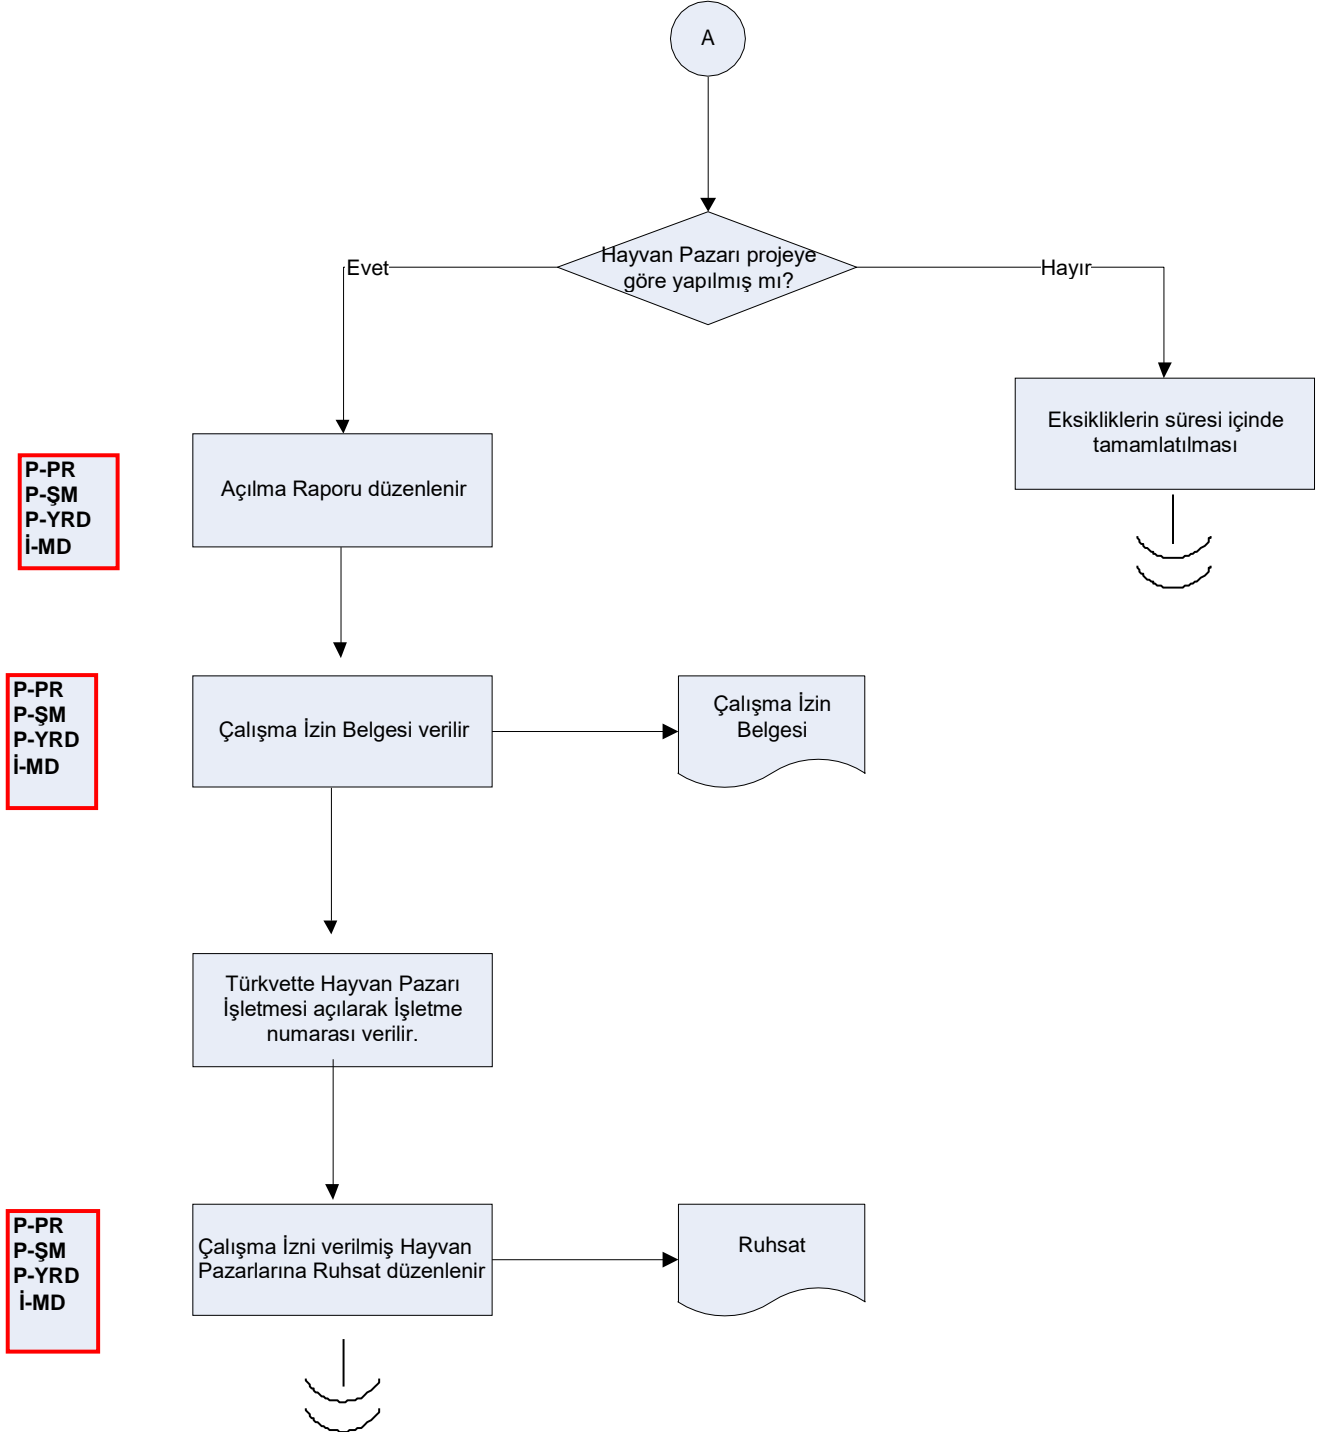 A
Hayvan Pazarı projeye
göre yapılmış mı?
Evet
Hayır
Eksikliklerin süresi içinde
tamamlatılması
P-PR
P-ŞM
P-YRD
İ-MD
Açılma Raporu düzenlenir
P-PR
P-ŞM
P-YRD
İ-MD
Çalışma İzin Belgesi verilir
Çalışma İzin
Belgesi
Türkvette Hayvan Pazarı
İşletmesi açılarak İşletme
numarası verilir.
P-PR
P-ŞM
P-YRD
İ-MD
Çalışma İzni verilmiş Hayvan
Pazarlarına Ruhsat düzenlenir
Ruhsat